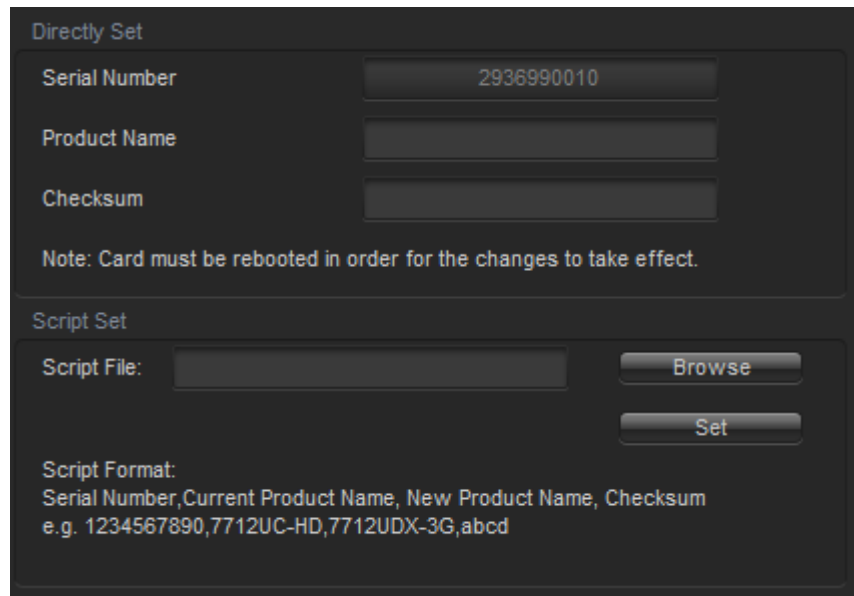 Directly Set
Serial Number 2936990010
Product Name
Checksum
Note: Card must be rebooted in order for the changes to take effect.
Script Set
Script File: Browse
Set
Script Format:
Serial Number,Current Product Name, New Product Name, Checksum
e.g. 1234567890,7712UC-HD,7712UDX-3G,abcd